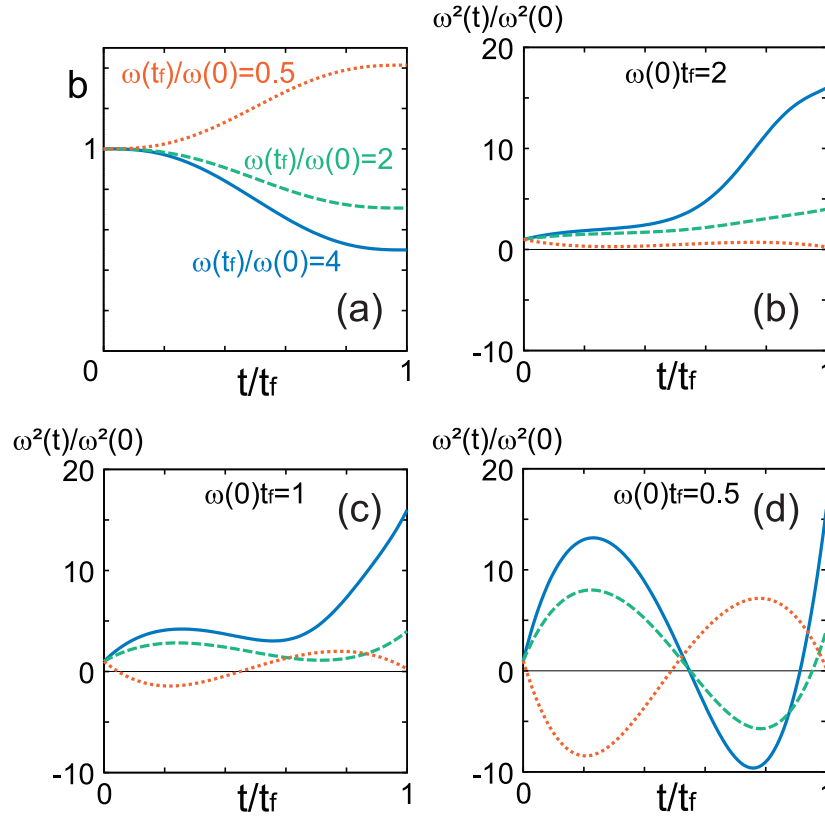 b
ω(tf)/ω(0)=0.5
1
ω(tf)/ω(0)=2
ω(tf)/ω(0)=4
(a)
0
1
t/tf
ω²(t)/ω²(0)
20
ω(0)tf=2
10
0
(b)
-10
0
1
t/tf
ω²(t)/ω²(0)
20
ω(0)tf=1
(c)
10
0
-10
0
1
t/tf
ω²(t)/ω²(0)
20
ω(0)tf=0.5
(d)
10
0
-10
0
1
t/tf